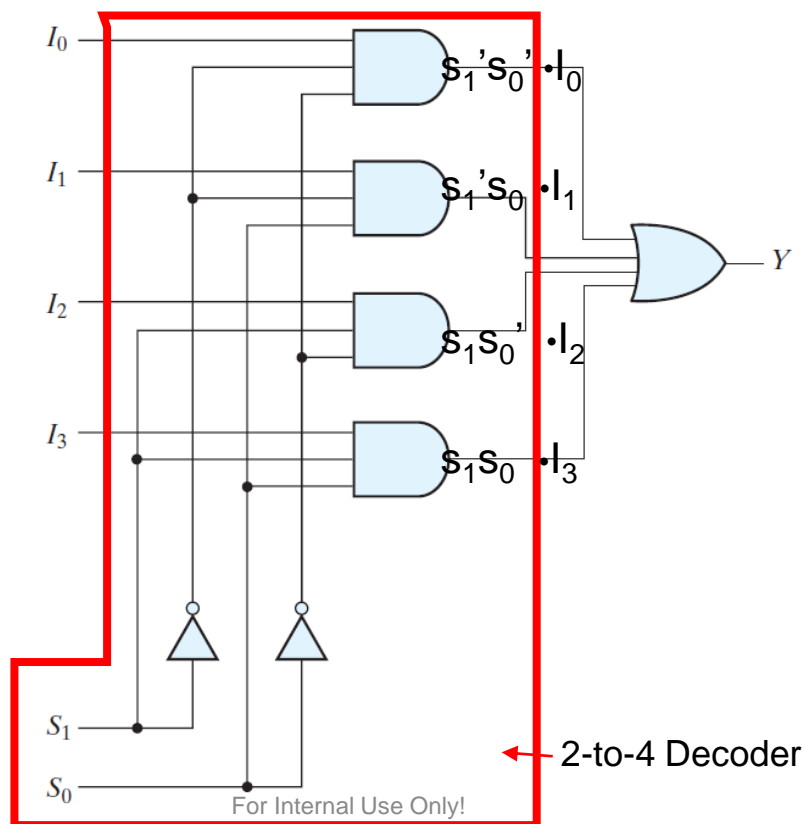 I₀
s₁’s₀’•I₀
I₁
s₁’s₀ •I₁
Y
I₂
s₁s₀’ •I₂
I₃
s₁s₀ •I₃
S₁
2-to-4 Decoder
S₀
For Internal Use Only!